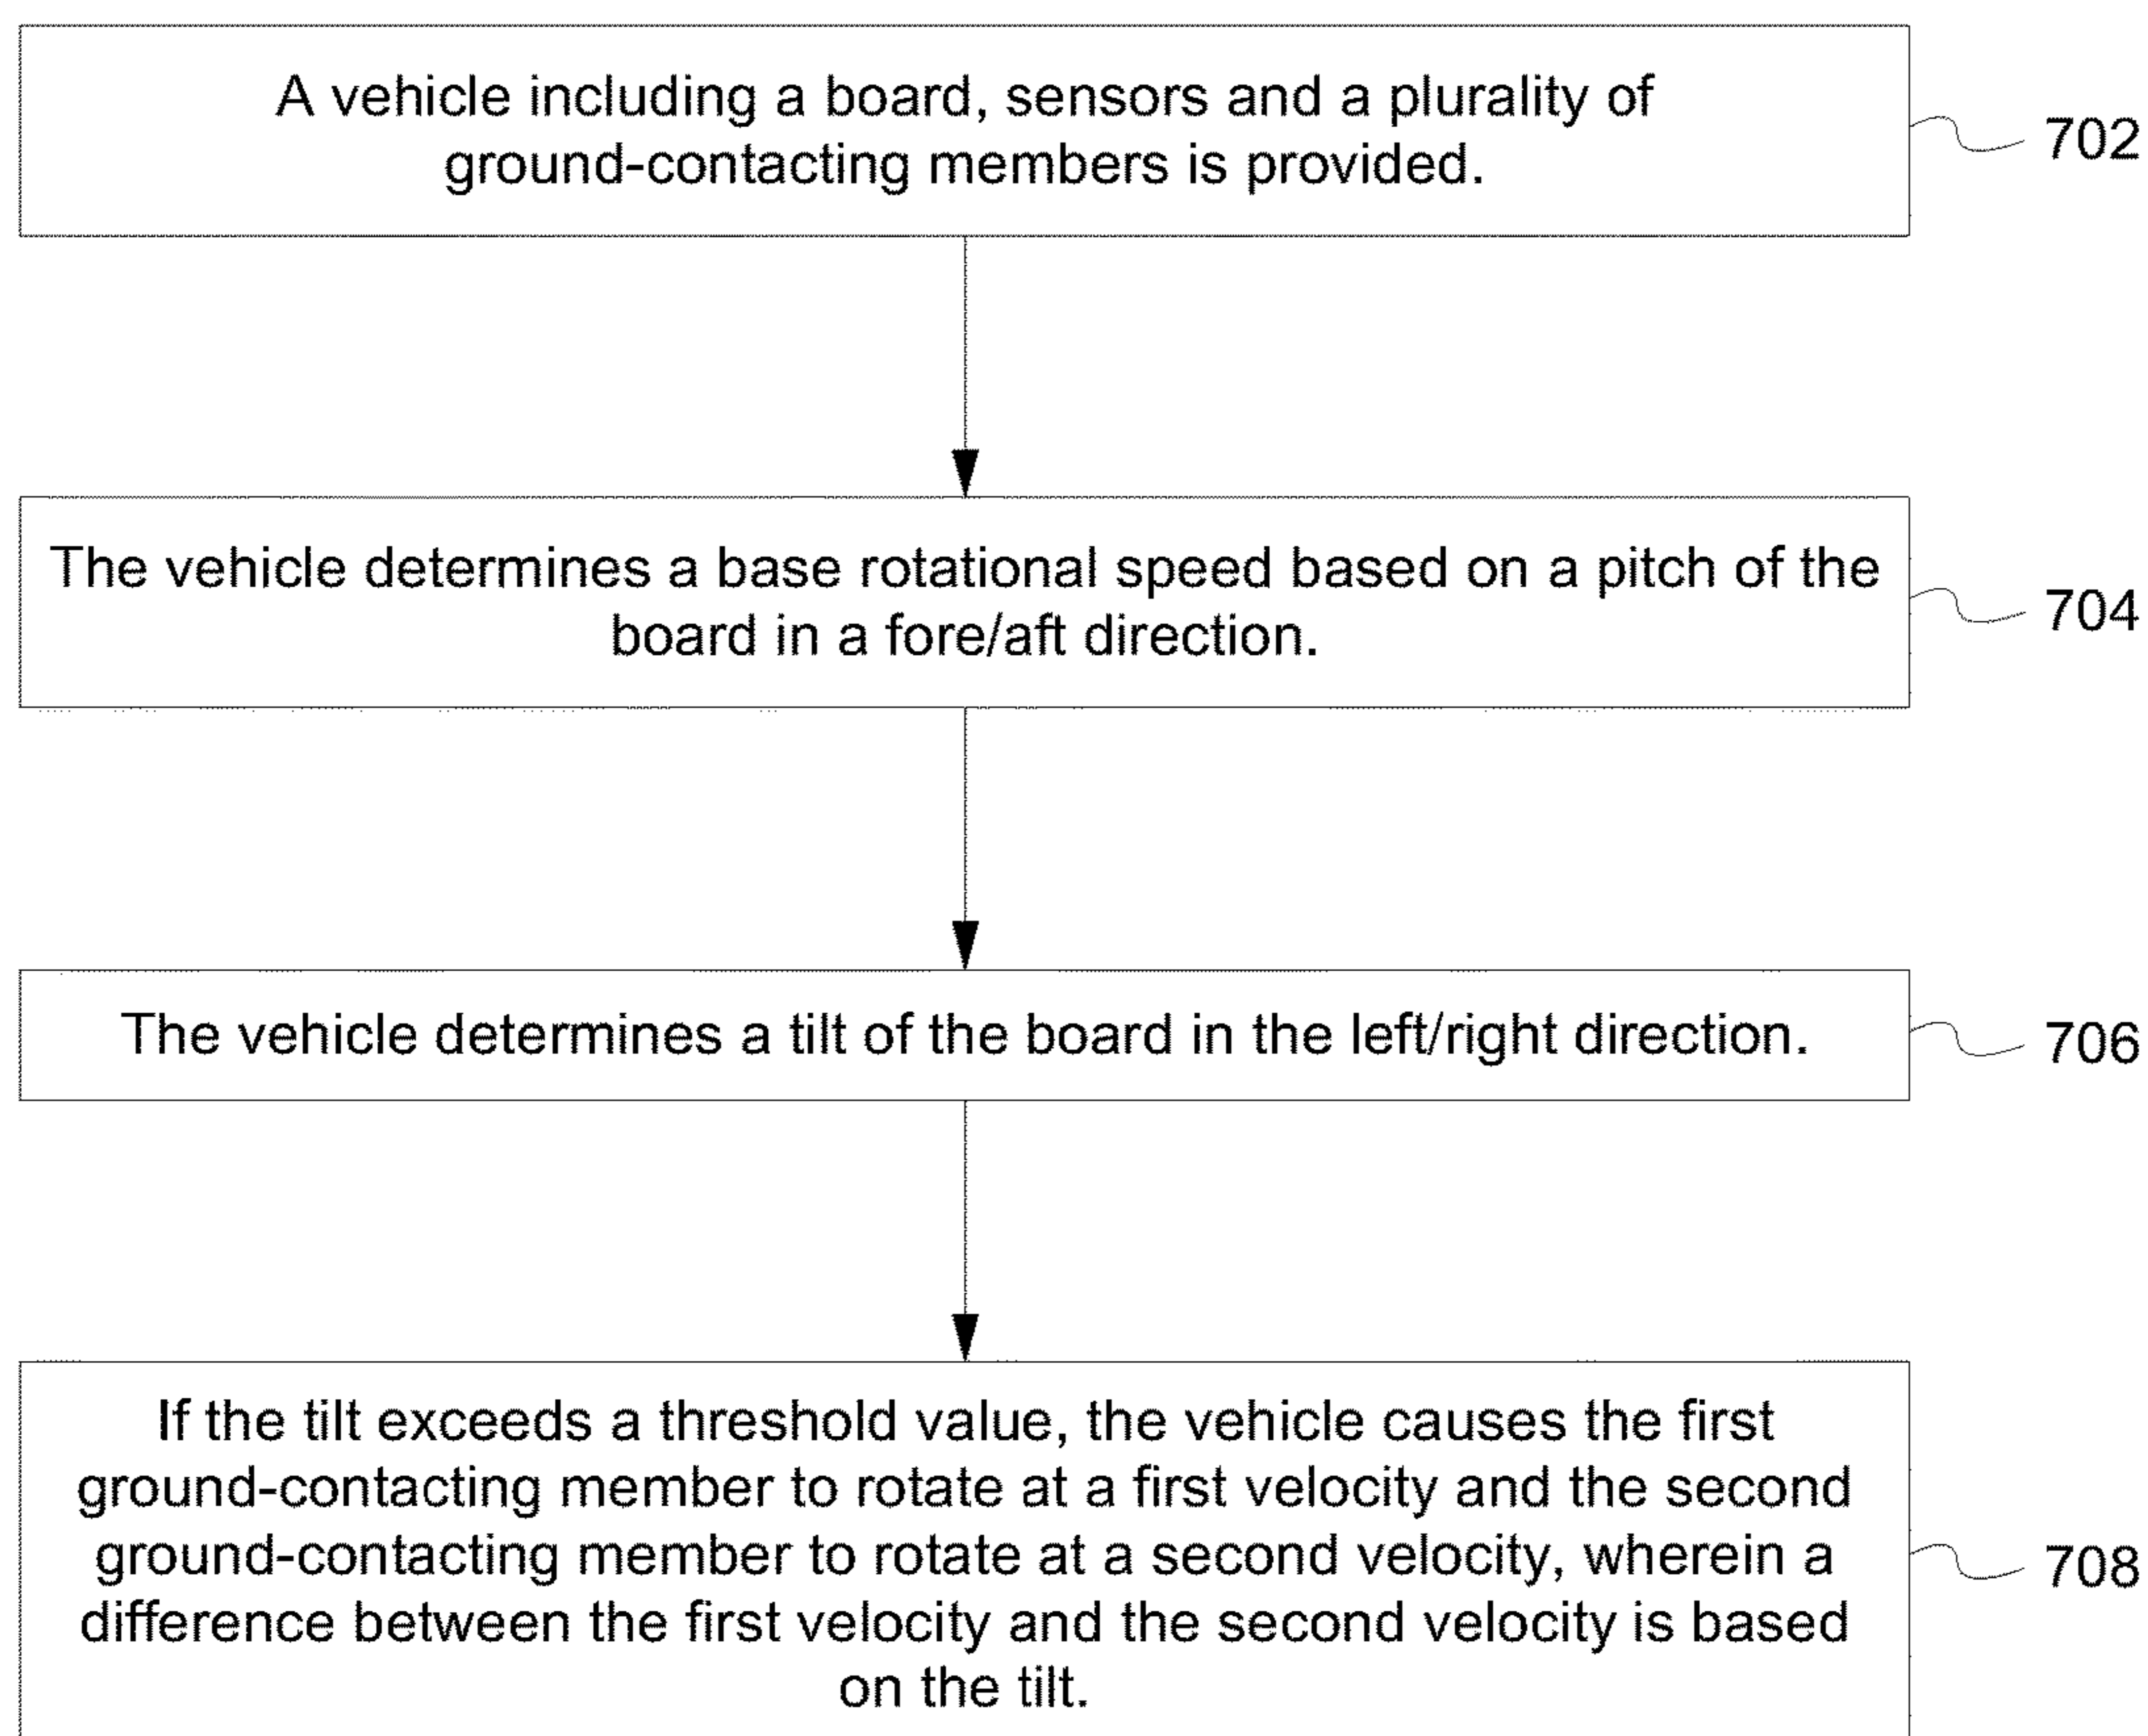 A vehicle including a board, sensors and a plurality of
ground-contacting members is provided.
702
The vehicle determines a base rotational speed based on a pitch of the
board in a fore/aft direction.
704
The vehicle determines a tilt of the board in the left/right direction.
706
If the tilt exceeds a threshold value, the vehicle causes the first
ground-contacting member to rotate at a first velocity and the second
ground-contacting member to rotate at a second velocity, wherein a
difference between the first velocity and the second velocity is based
on the tilt.
708